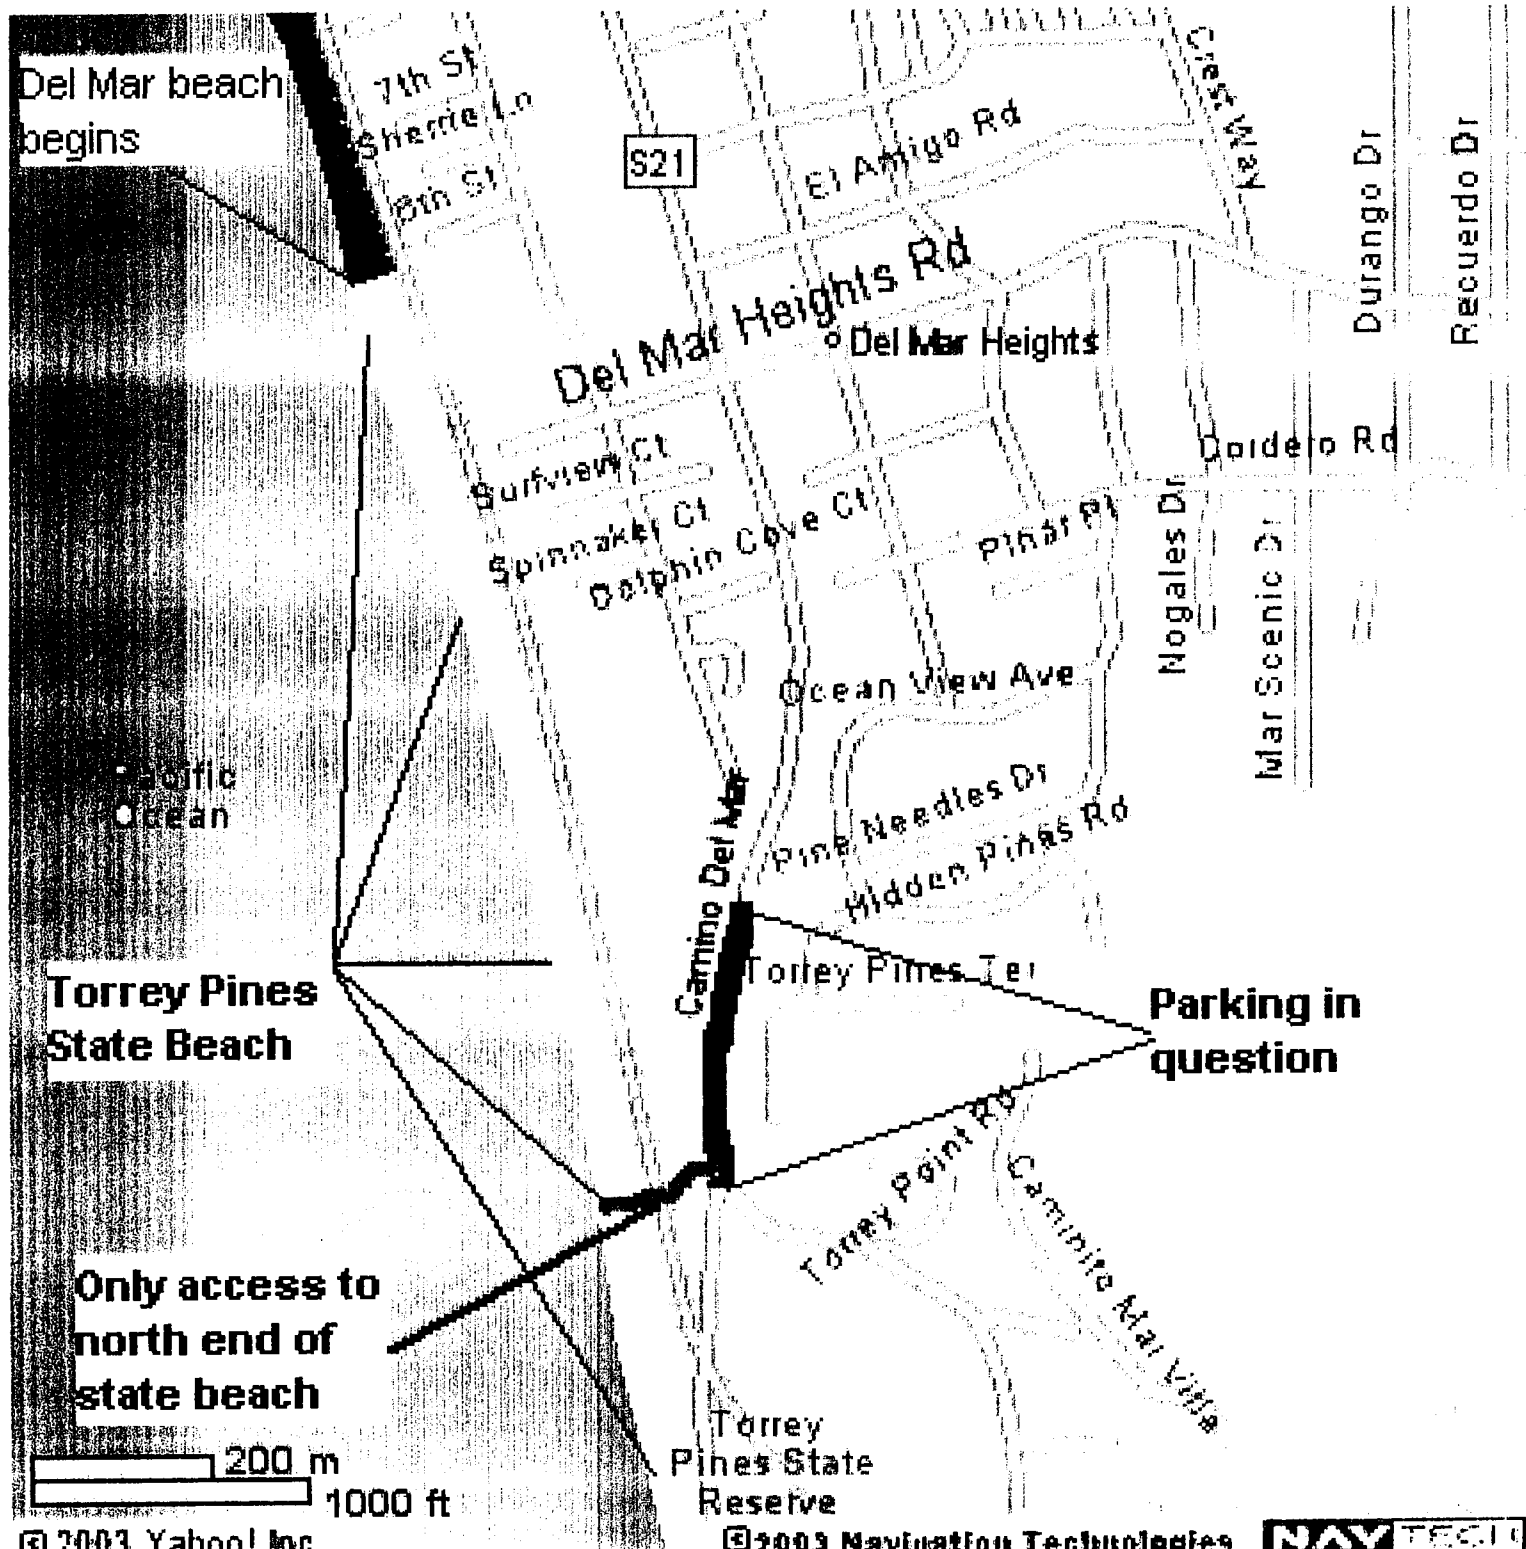 Del Mar beach
begins
7th St
Sherrie Ln
6th St
S21
El Amigo Rd
Crest Way
Durango Dr
Recuerdo Dr
Del Mar Heights Rd
Del Mar Heights
Surfview Ct
Spinnaker Ct
Dolphin Cove Ct
Pinar Pl
Cordero Rd
Nogales Dr
Mar Scenic Dr
Ocean View Ave
Pacific
Ocean
Pine Needles Dr
Hidden Pines Rd
Camino Del Mar
Torrey Pines Ter
Torrey Pines
State Beach
Parking in
question
Torrey Point Rd
Caminito Mar Villa
Only access to
north end of
state beach
Torrey
Pines State
Reserve
200 m
1000 ft
©2003 Yahoo! Inc
©2003 Navigation Technologies
NAVTECH